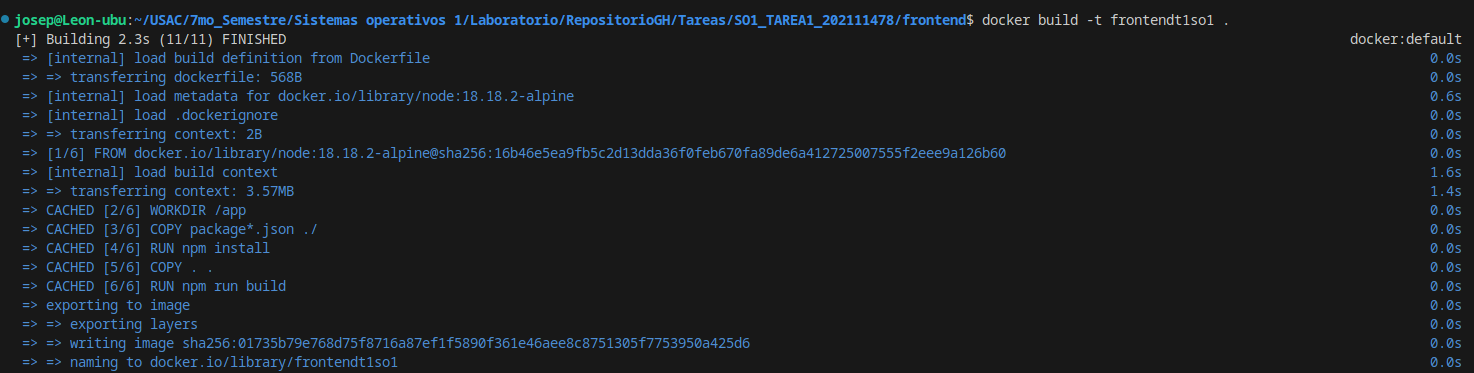 josep@Leon-ubu:~/USAC/7mo_Semestre/Sistemas operativos 1/Laboratorio/RepositorioGH/Tareas/SO1_TAREA1_202111478/frontend$ docker build -t frontendt1so1 .
[+] Building 2.3s (11/11) FINISHED docker:default
=> [internal] load build definition from Dockerfile 0.0s
=> => transferring dockerfile: 568B 0.0s
=> [internal] load metadata for docker.io/library/node:18.18.2-alpine 0.6s
=> [internal] load .dockerignore 0.0s
=> => transferring context: 2B 0.0s
=> [1/6] FROM docker.io/library/node:18.18.2-alpine@sha256:16b46e5ea9fb5c2d13dda36f0feb670fa89de6a412725007555f2eee9a126b60 0.0s
=> [internal] load build context 1.6s
=> => transferring context: 3.57MB 1.4s
=> CACHED [2/6] WORKDIR /app 0.0s
=> CACHED [3/6] COPY package*.json ./ 0.0s
=> CACHED [4/6] RUN npm install 0.0s
=> CACHED [5/6] COPY . . 0.0s
=> CACHED [6/6] RUN npm run build 0.0s
=> exporting to image 0.0s
=> => exporting layers 0.0s
=> => writing image sha256:01735b79e768d75f8716a87ef1f5890f361e46aee8c8751305f7753950a425d6 0.0s
=> => naming to docker.io/library/frontendt1so1 0.0s